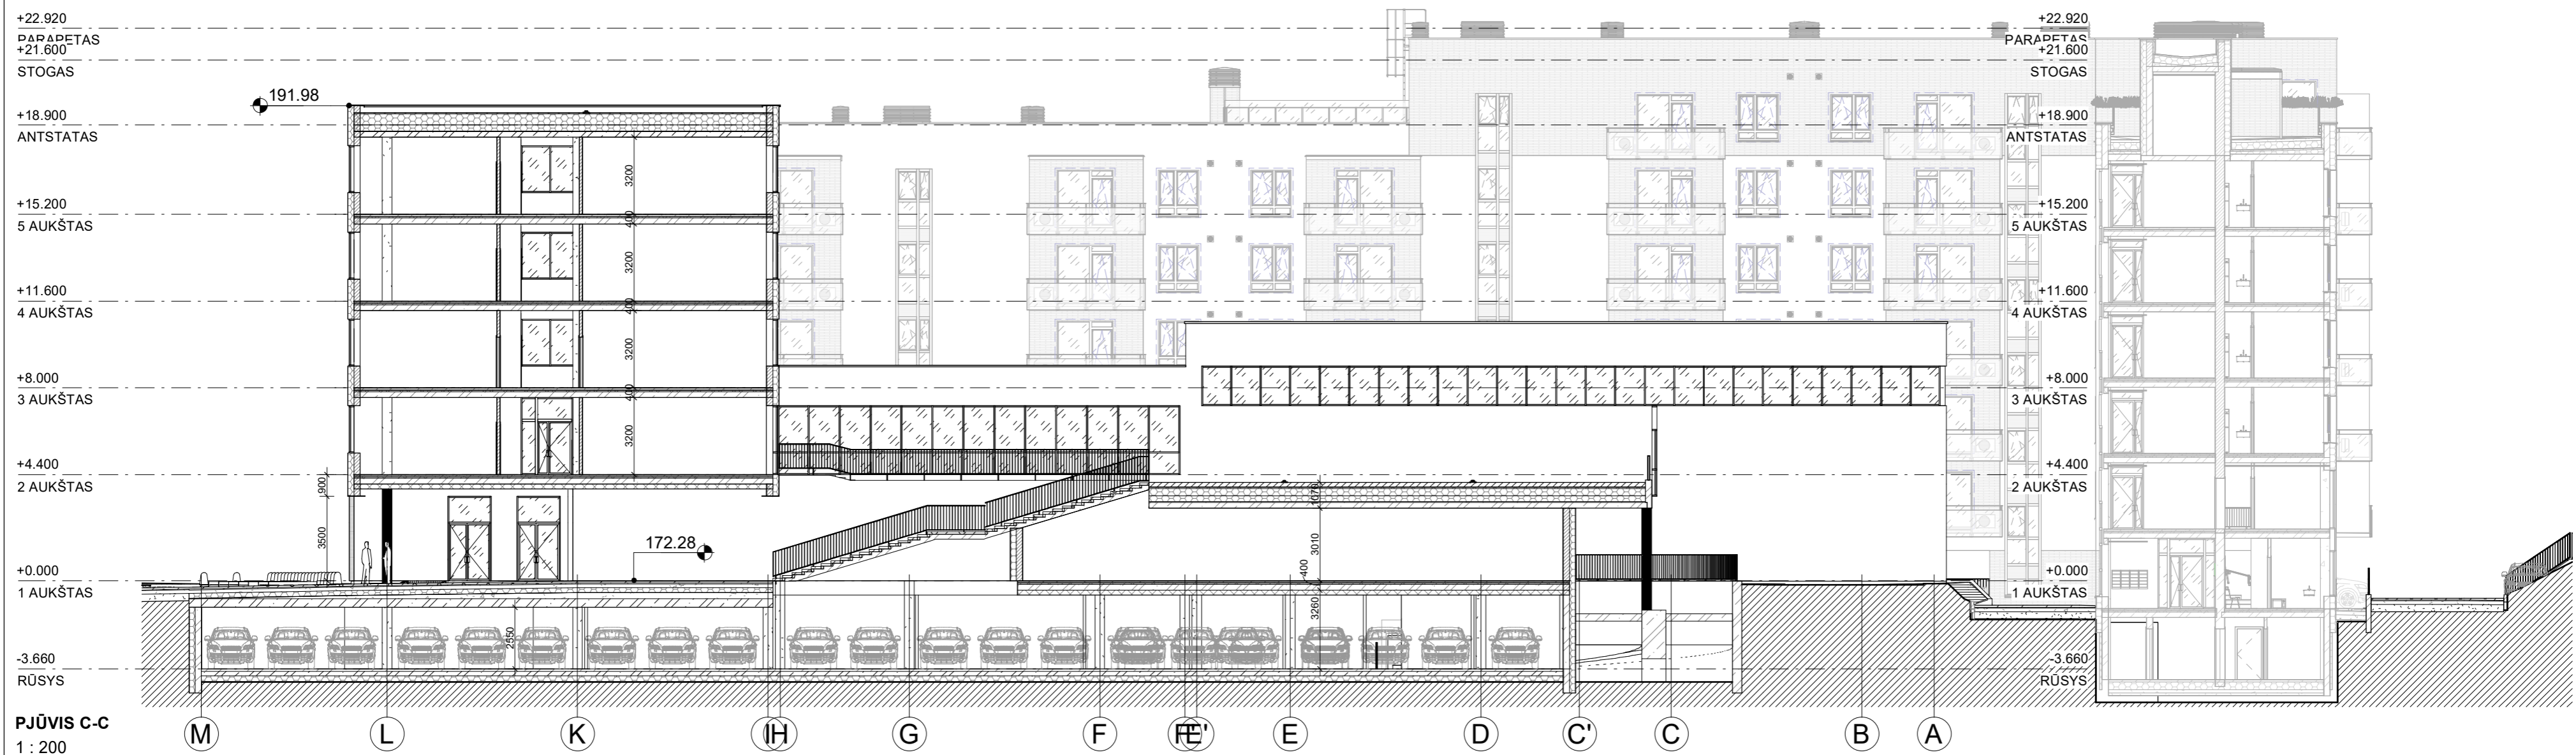 +22.920
PARAPETAS
+21.600
STOGAS
+18.900
ANTSTATAS
+15.200
5 AUKŠTAS
+11.600
4 AUKŠTAS
+8.000
3 AUKŠTAS
+4.400
2 AUKŠTAS
+0.000
1 AUKŠTAS
-3.660
RŪSYS
191.98
3200
400
3200
400
3200
400
3200
900
3500
172.28
2550
1070
3010
400
3260
+22.920
PARAPETAS
+21.600
STOGAS
+18.900
ANTSTATAS
+15.200
5 AUKŠTAS
+11.600
4 AUKŠTAS
+8.000
3 AUKŠTAS
+4.400
2 AUKŠTAS
+0.000
1 AUKŠTAS
-3.660
RŪSYS
M L K I H G F F' E' E D C' C B A
PJŪVIS C-C
1 : 200